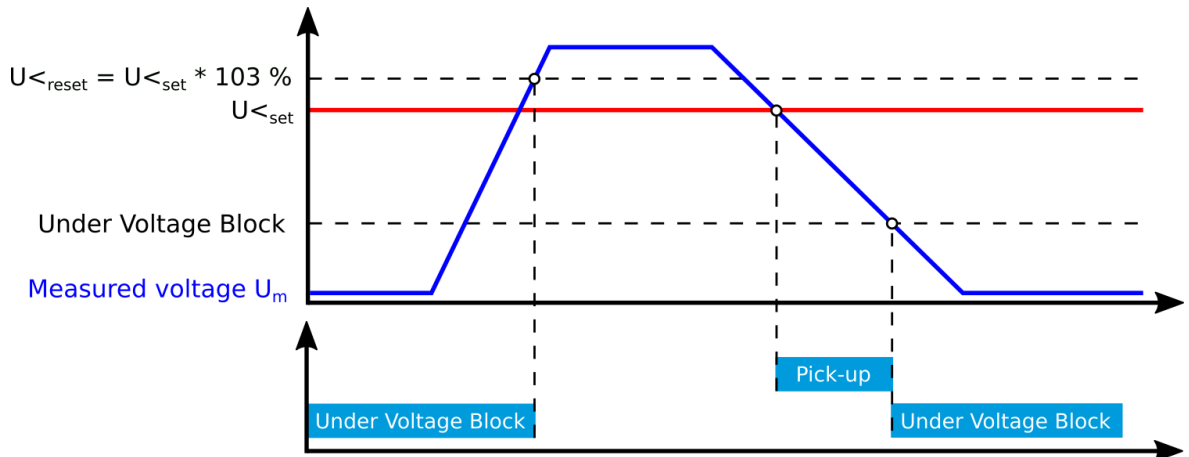 U<reset = U<set * 103 %
U<set
Under Voltage Block
Measured voltage Um
Pick-up
Under Voltage Block
Under Voltage Block